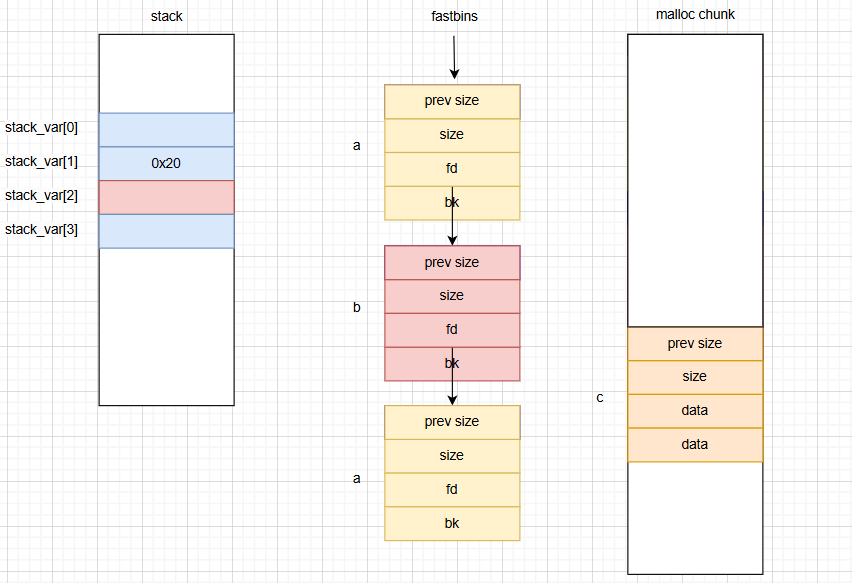 stack
stack_var[0]
stack_var[1]
0x20
stack_var[2]
stack_var[3]
fastbins
a
prev size
size
fd
bk
b
prev size
size
fd
bk
a
prev size
size
fd
bk
malloc chunk
c
prev size
size
data
data